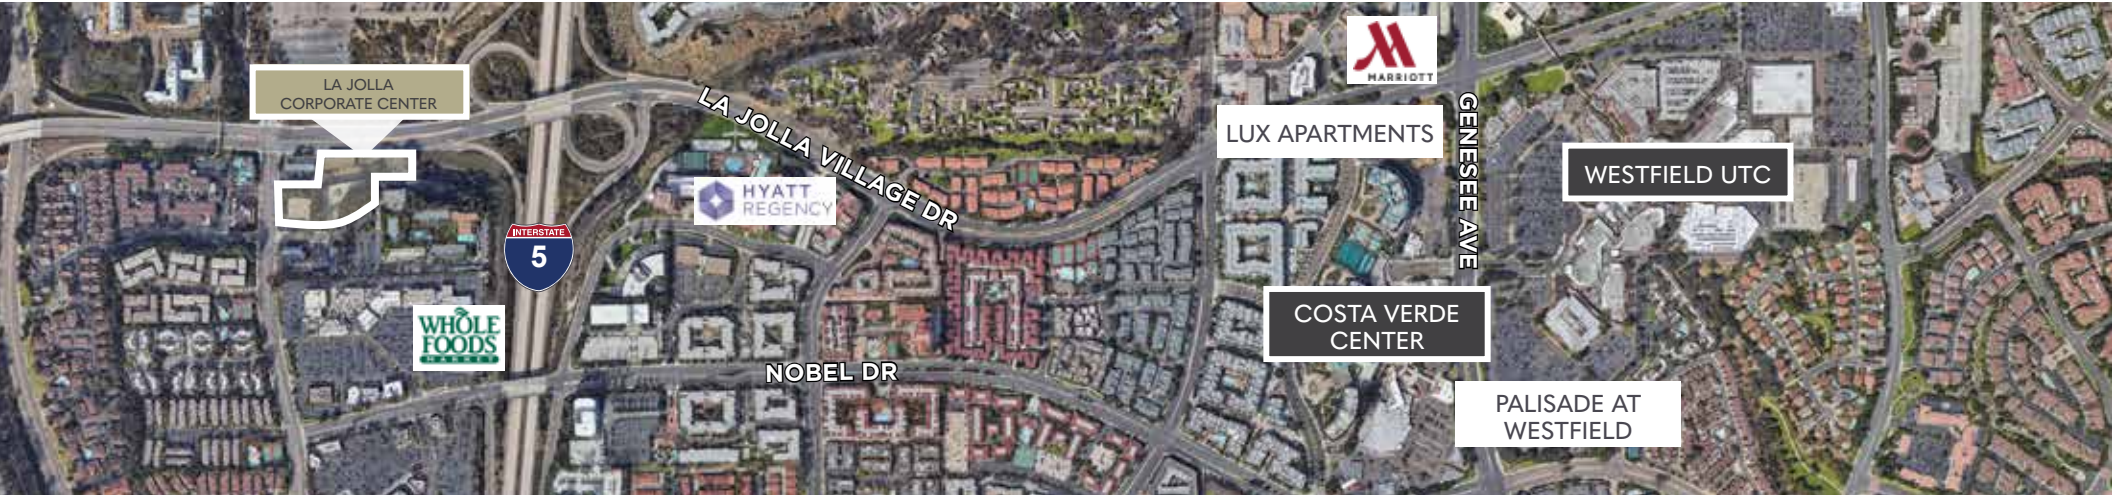 LA JOLLA
CORPORATE CENTER
LA JOLLA VILLAGE DR
HYATT
REGENCY
INTERSTATE
5
WHOLE
FOODS
MARKET
NOBEL DR
MARRIOTT
LUX APARTMENTS
GENESEE AVE
WESTFIELD UTC
COSTA VERDE
CENTER
PALISADE AT
WESTFIELD